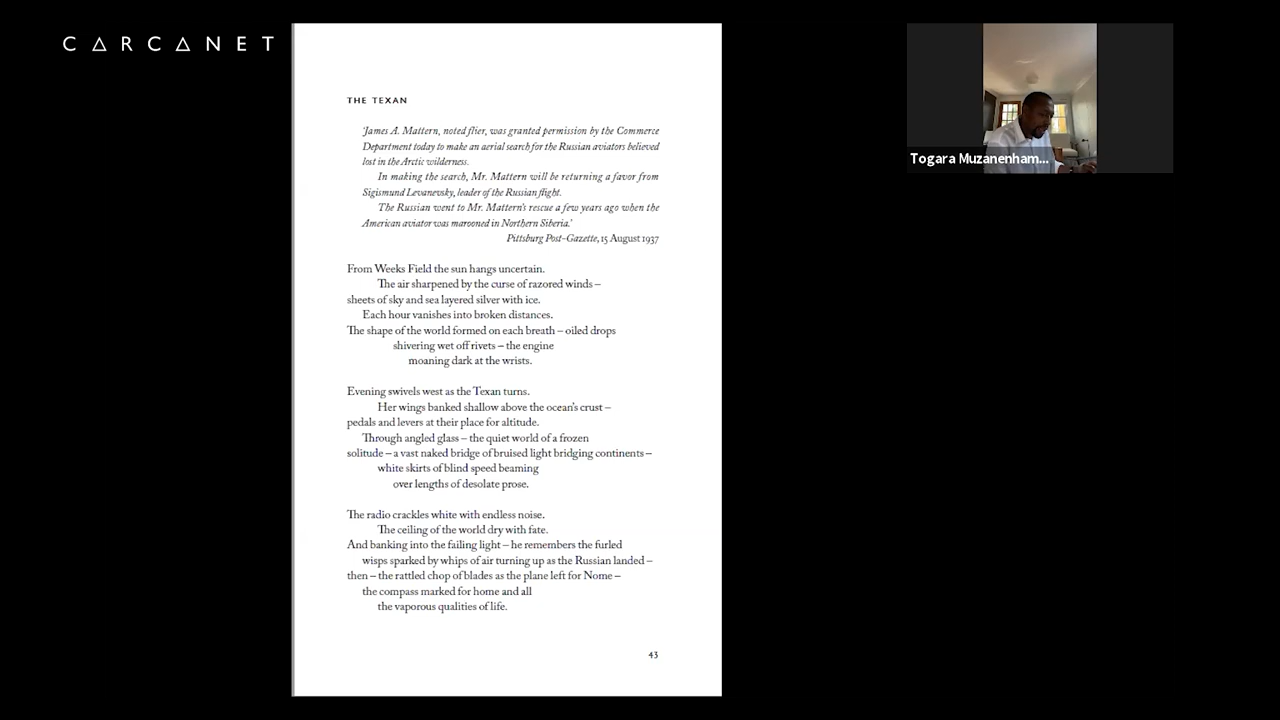 CARCANET
THE TEXAN
'James A. Mattern, noted flier, was granted permission by the Commerce
Department today to make an aerial search for the Russian aviators believed
lost in the Arctic wilderness.
In making the search, Mr. Mattern will be returning a favor from
Sigismund Levanevsky, leader of the Russian flight.
The Russian went to Mr. Mattern's rescue a few years ago when the
American aviator was marooned in Northern Siberia.'
Pittsburg Post–Gazette, 15 August 1937
From Weeks Field the sun hangs uncertain.
The air sharpened by the curse of razored winds –
sheets of sky and sea layered silver with ice.
Each hour vanishes into broken distances.
The shape of the world formed on each breath – oiled drops
shivering wet off rivets – the engine
moaning dark at the wrists.
Evening swivels west as the Texan turns.
Her wings banked shallow above the ocean's crust –
pedals and levers at their place for altitude.
Through angled glass – the quiet world of a frozen
solitude – a vast naked bridge of bruised light bridging continents –
white skirts of blind speed beaming
over lengths of desolate prose.
The radio crackles white with endless noise.
The ceiling of the world dry with fate.
And banking into the failing light – he remembers the furled
wisps sparked by whips of air turning up as the Russian landed –
then – the rattled chop of blades as the plane left for Nome –
the compass marked for home and all
the vaporous qualities of life.
43
Togara Muzanenham...